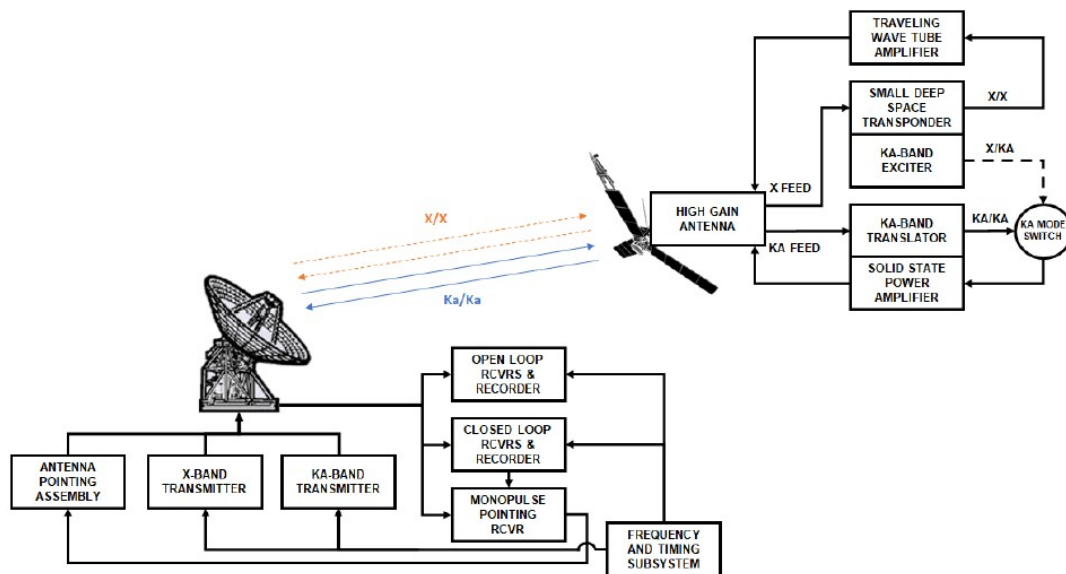 TRAVELING
WAVE TUBE
AMPLIFIER
SMALL DEEP
SPACE
TRANSPONDER
X/X
KA-BAND
EXCITER
X/KA
X FEED
HIGH GAIN
ANTENNA
KA FEED
KA-BAND
TRANSLATOR
KA/KA
KA MODE
SWITCH
SOLID STATE
POWER
AMPLIFIER
X/X
Ka/Ka
OPEN LOOP
RCVRS &
RECORDER
CLOSED LOOP
RCVRS &
RECORDER
ANTENNA
POINTING
ASSEMBLY
X-BAND
TRANSMITTER
KA-BAND
TRANSMITTER
MONOPULSE
POINTING
RCVR
FREQUENCY
AND TIMING
SUBSYSTEM